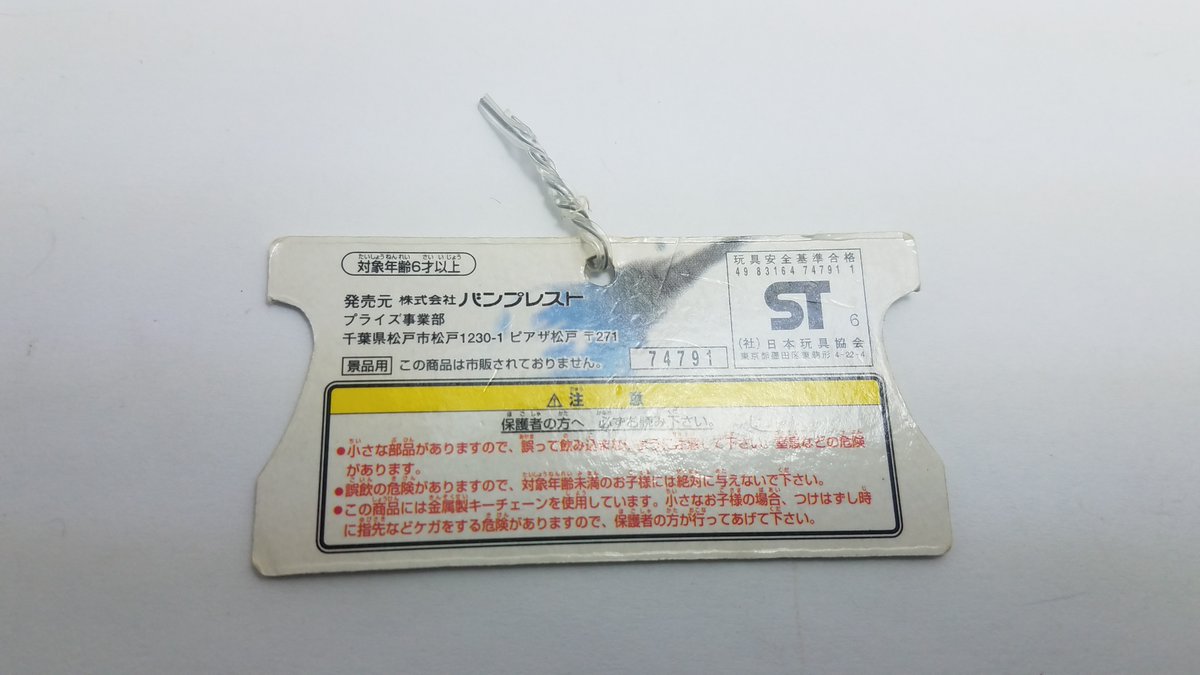 対象年齢6才以上
発売元 株式会社 バンプレスト
プライズ事業部
千葉県松戸市松戸1230-1 ピアザ松戸 〒271
景品用 この商品は市販されておりません。
74791
玩具安全基準合格
49 83164 74791 1
ST 6
(社)日本玩具協会
東京都墨田区東駒形 4-22-4
⚠注意
保護者の方へ 必ずお読み下さい。
●小さな部品がありますので、誤って飲み込まないように注意して下さい。窒息などの危険
があります。
●誤飲の危険がありますので、対象年齢未満のお子様には絶対に与えないで下さい。
●この商品には金属製キーチェーンを使用しています。小さなお子様の場合、つけはずし時
に指先などケガをする危険がありますので、保護者の方が行ってあげて下さい。